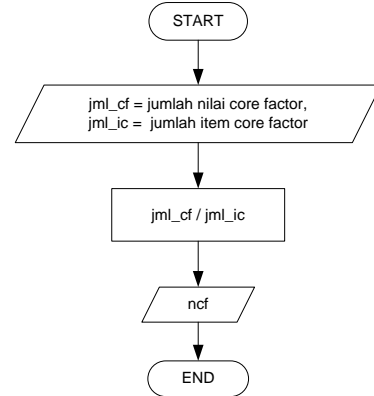 START
jml_cf = jumlah nilai core factor,
jml_ic =  jumlah item core factor
jml_cf / jml_ic
ncf
END